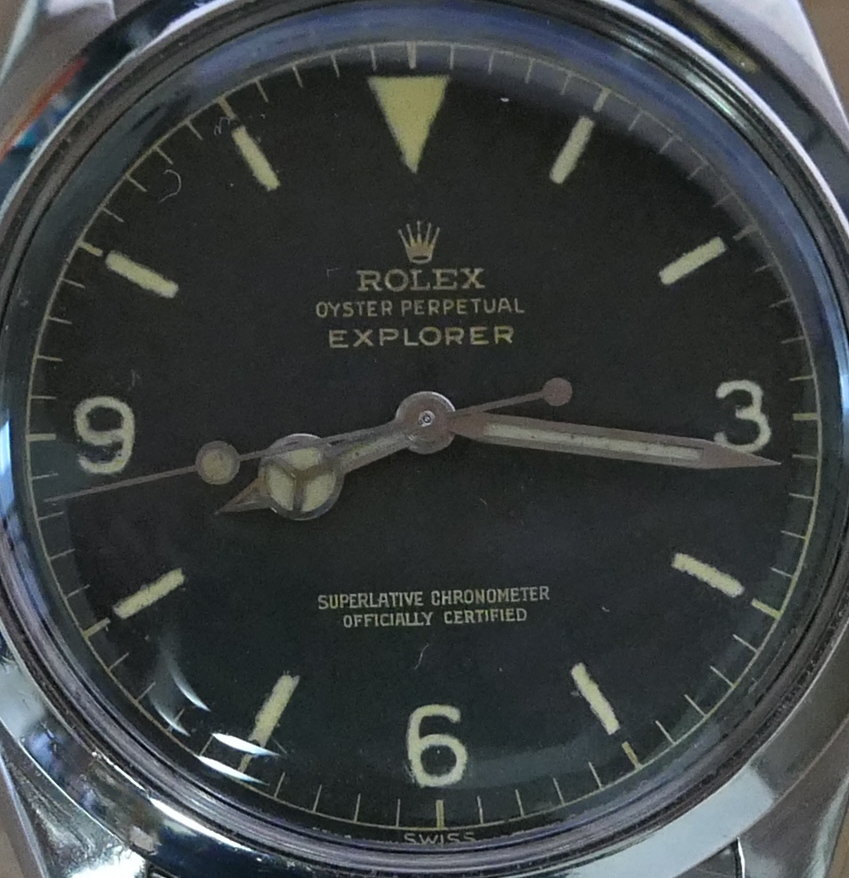 ROLEX
OYSTER PERPETUAL
EXPLORER
9
3
SUPERLATIVE CHRONOMETER
OFFICIALLY CERTIFIED
6
SWISS